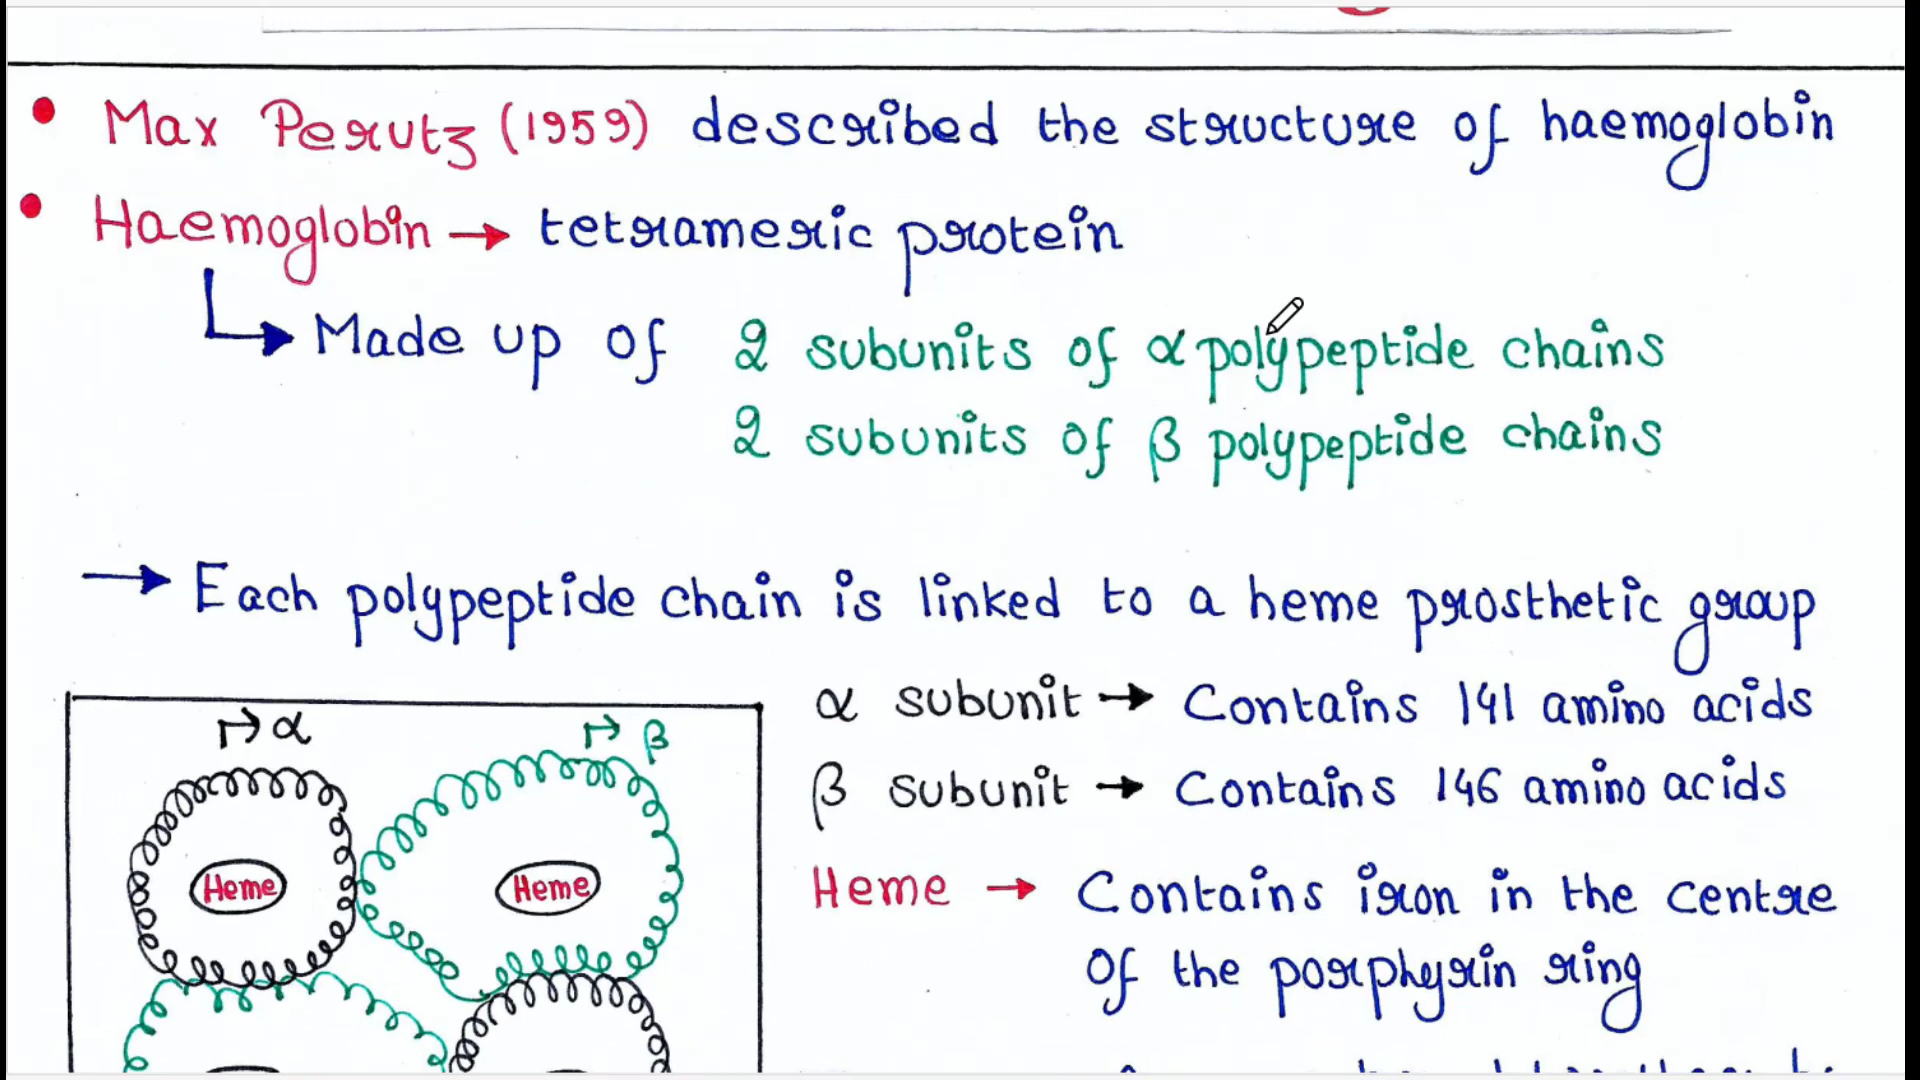 • Max Perutz (1959) described the structure of haemoglobin
• Haemoglobin → tetrameric protein
Made up of 2 subunits of α polypeptide chains
2 subunits of β polypeptide chains
→ Each polypeptide chain is linked to a heme prosthetic group
α subunit → Contains 141 amino acids
β subunit → Contains 146 amino acids
Heme → Contains iron in the centre
of the porphyrin ring
α
β
Heme
Heme